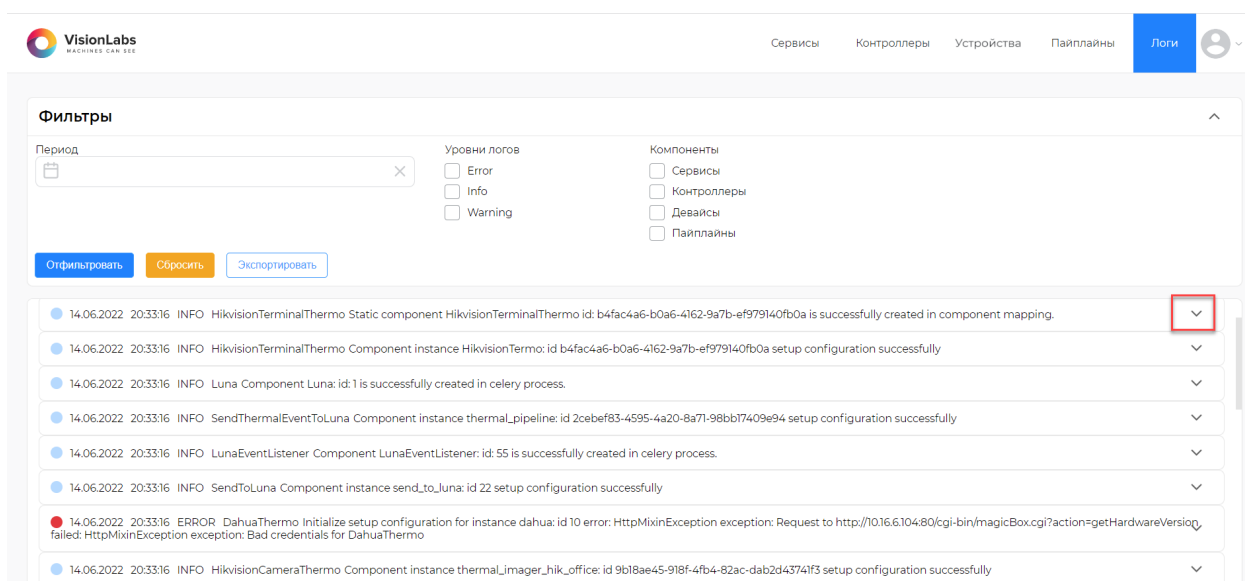 VisionLabs
MACHINES CAN SEE
Сервисы Контроллеры Устройства Пайплайны Логи
Фильтры
Период Уровни логов Компоненты
Error Сервисы
Info Контроллеры
Warning Девайсы
Пайплайны
Отфильтровать Сбросить Экспортировать
14.06.2022 20:33:16 INFO HikvisionTerminalThermo Static component HikvisionTerminalThermo id: b4fac4a6-b0a6-4162-9a7b-ef979140fb0a is successfully created in component mapping.
14.06.2022 20:33:16 INFO HikvisionTerminalThermo Component instance HikvisionTermo: id b4fac4a6-b0a6-4162-9a7b-ef979140fb0a setup configuration successfully
14.06.2022 20:33:16 INFO Luna Component Luna: id: 1 is successfully created in celery process.
14.06.2022 20:33:16 INFO SendThermalEventToLuna Component instance thermal_pipeline: id 2cebef83-4595-4a20-8a71-98bb17409e94 setup configuration successfully
14.06.2022 20:33:16 INFO LunaEventListener Component LunaEventListener: id: 55 is successfully created in celery process.
14.06.2022 20:33:16 INFO SendToLuna Component instance send_to_luna: id 22 setup configuration successfully
14.06.2022 20:33:16 ERROR DahuaThermo Initialize setup configuration for instance dahua: id 10 error: HttpMixinException exception: Request to http://10.16.6.104:80/cgi-bin/magicBox.cgi?action=getHardwareVersion
failed: HttpMixinException exception: Bad credentials for DahuaThermo
14.06.2022 20:33:16 INFO HikvisionCameraThermo Component instance thermal_imager_hik_office: id 9b18ae45-918f-4fb4-82ac-dab2d43741f3 setup configuration successfully